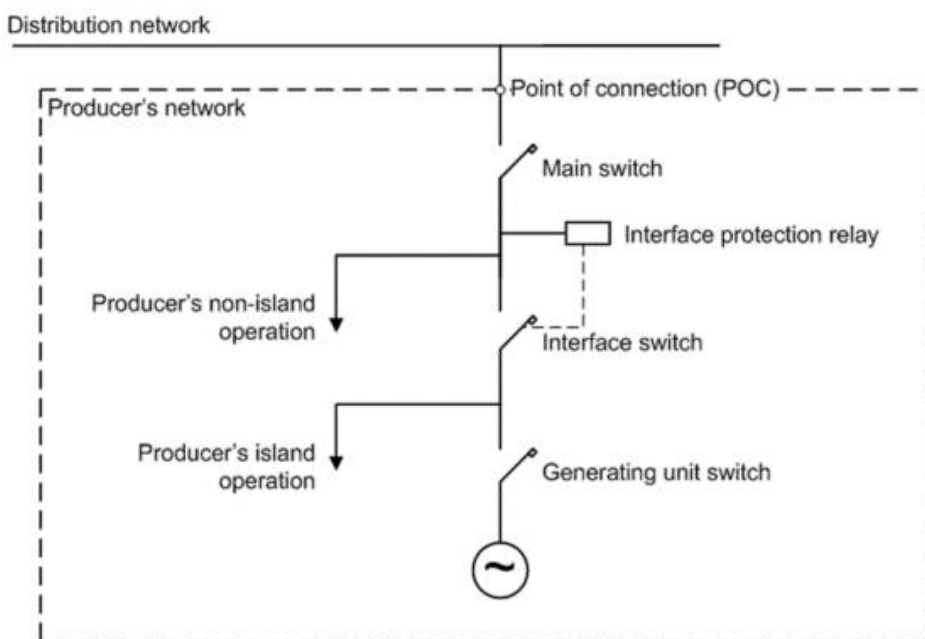 Distribution network
Point of connection (POC)
Producer's network
Main switch
Interface protection relay
Producer's non-island
operation
Interface switch
Producer's island
operation
Generating unit switch
~